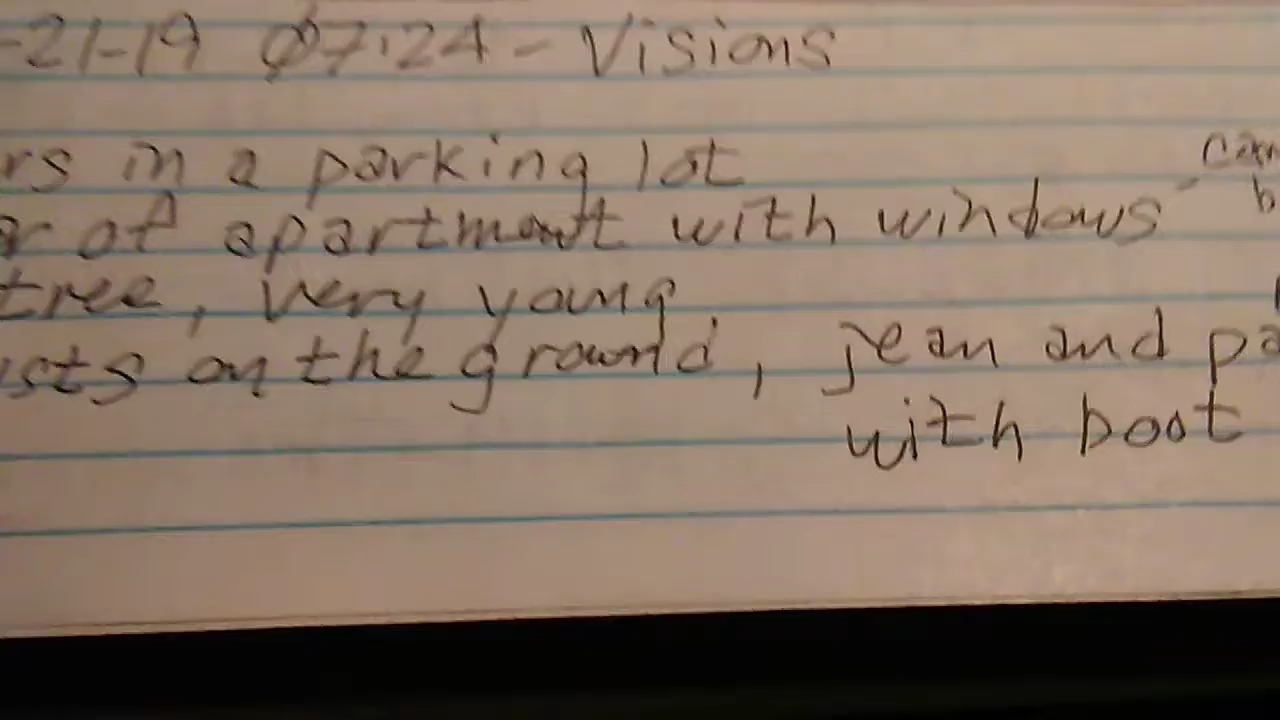 -21-19 07:24 - Visions
rs in a parking lot
of apartment with windows -
tree, very young
on the ground, jean and
with boot